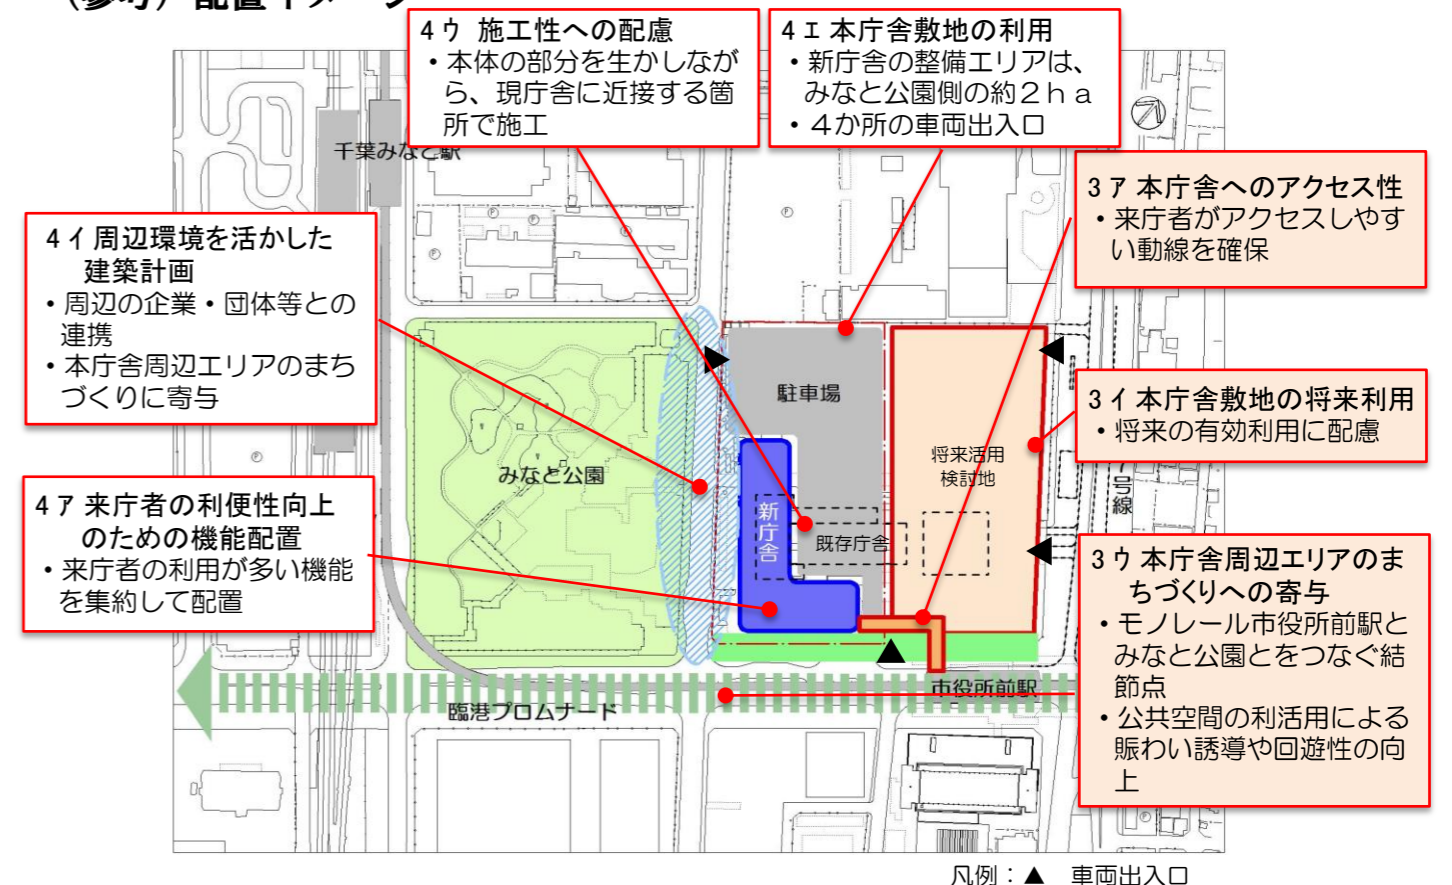 （参考）配置イメージ
4ウ 施工性への配慮
・本体の部分を生かしなが
ら、現庁舎に近接する箇
所で施工
4エ 本庁舎敷地の利用
・新庁舎の整備エリアは、
みなと公園側の約２ｈａ
・４か所の車両出入口
千葉みなと駅
3ア 本庁舎へのアクセス性
・来庁者がアクセスしやす
い動線を確保
4イ 周辺環境を活かした
建築計画
・周辺の企業・団体等との
連携
・本庁舎周辺エリアのまち
づくりに寄与
駐車場
3イ 本庁舎敷地の将来利用
・将来の有効利用に配慮
将来活用
検討地
みなと公園
号線
4ア 来庁者の利便性向上
のための機能配置
・来庁者の利用が多い機能
を集約して配置
新庁舎
既存庁舎
3ウ 本庁舎周辺エリアのま
ちづくりへの寄与
・モノレール市役所前駅と
みなと公園とをつなぐ結
節点
・公共空間の利活用による
賑わい誘導や回遊性の向
上
市役所前駅
臨港プロムナード
凡例：▲　車両出入口